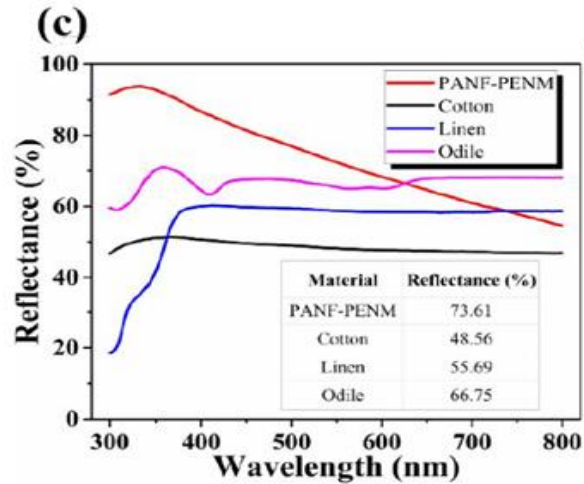 (c)
100
80
60
40
20
0
Reflectance (%)
PANF-PENM
Cotton
Linen
Odile
Material Reflectance (%)
PANF-PENM 73.61
Cotton 48.56
Linen 55.69
Odile 66.75
300 400 500 600 700 800
Wavelength (nm)